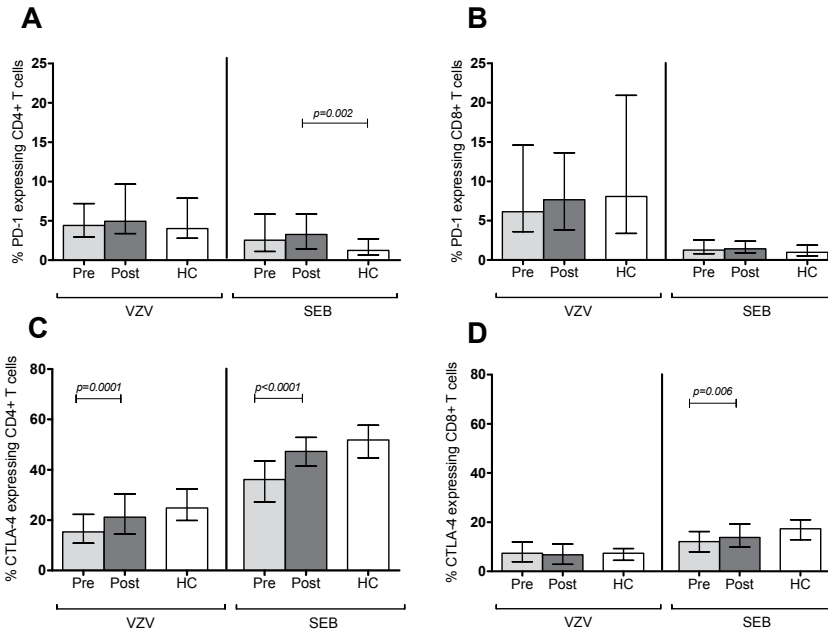 A
% PD-1 expressing CD4+ T cells
25
20
15
10
5
0
p=0.002
Pre Post HC Pre Post HC
VZV SEB
B
% PD-1 expressing CD8+ T cells
25
20
15
10
5
0
Pre Post HC Pre Post HC
VZV SEB
C
% CTLA-4 expressing CD4+ T cells
80
60
40
20
0
p=0.0001 p<0.0001
Pre Post HC Pre Post HC
VZV SEB
D
% CTLA-4 expressing CD8+ T cells
80
60
40
20
0
p=0.006
Pre Post HC Pre Post HC
VZV SEB